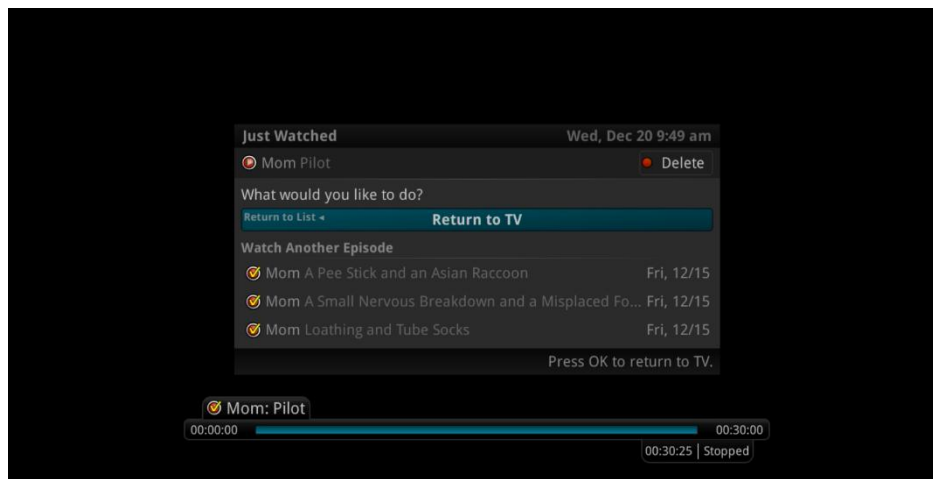 Just Watched Wed, Dec 20 9:49 am
Mom Pilot Delete
What would you like to do?
Return to List Return to TV
Watch Another Episode
Mom A Pee Stick and an Asian Raccoon Fri, 12/15
Mom A Small Nervous Breakdown and a Misplaced Fo... Fri, 12/15
Mom Loathing and Tube Socks Fri, 12/15
Press OK to return to TV.
Mom: Pilot
00:00:00 00:30:00
00:30:25 | Stopped